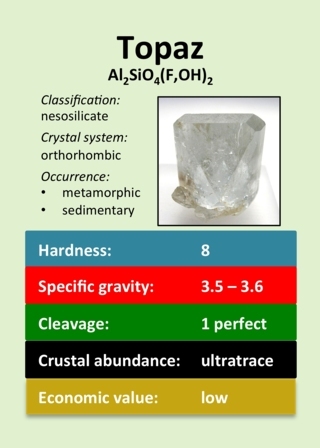 Topaz
Al₂SiO₄(F,OH)₂
Classification:
nesosilicate
Crystal system:
orthorhombic
Occurrence:
• metamorphic
• sedimentary
Hardness: 8
Specific gravity: 3.5 – 3.6
Cleavage: 1 perfect
Crustal abundance: ultratrace
Economic value: low